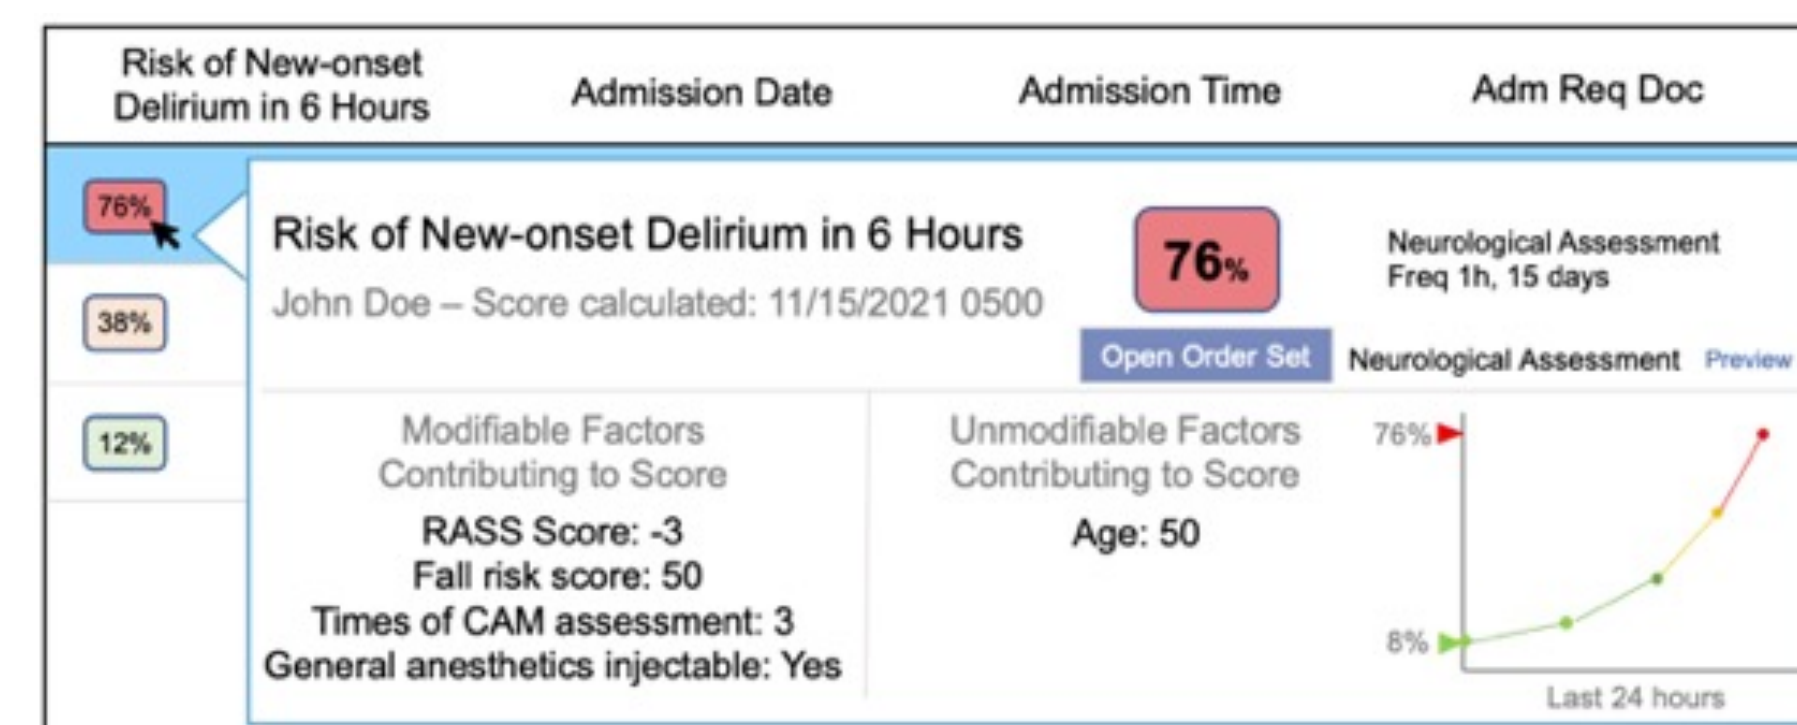 Risk of New-onset
Delirium in 6 Hours
Admission Date
Admission Time
Adm Req Doc
76%
38%
12%
Risk of New-onset Delirium in 6 Hours
John Doe – Score calculated: 11/15/2021 0500
76%
Neurological Assessment
Freq 1h, 15 days
Open Order Set
Neurological Assessment
Preview
Modifiable Factors
Contributing to Score
RASS Score: -3
Fall risk score: 50
Times of CAM assessment: 3
General anesthetics injectable: Yes
Unmodifiable Factors
Contributing to Score
Age: 50
76%
8%
Last 24 hours